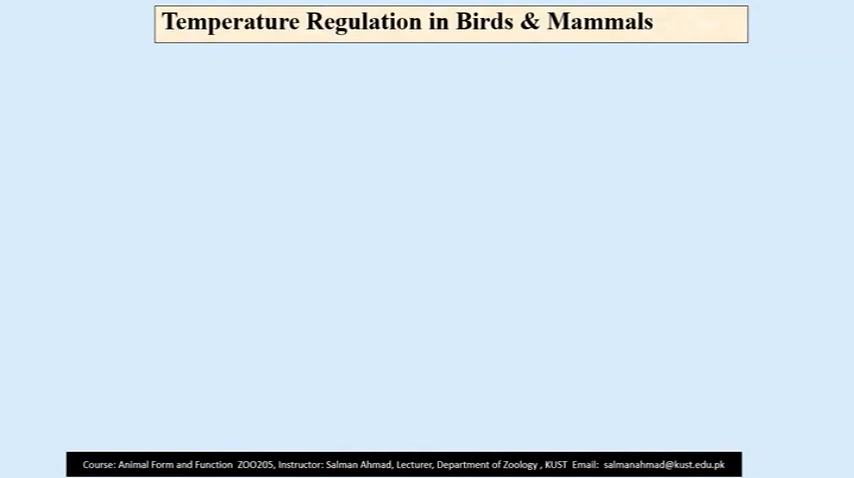 Temperature Regulation in Birds & Mammals
Course: Animal Form and Function ZOO205, Instructor: Salman Ahmad, Lecturer, Department of Zoology , KUST Email: salmanahmad@kust.edu.pk